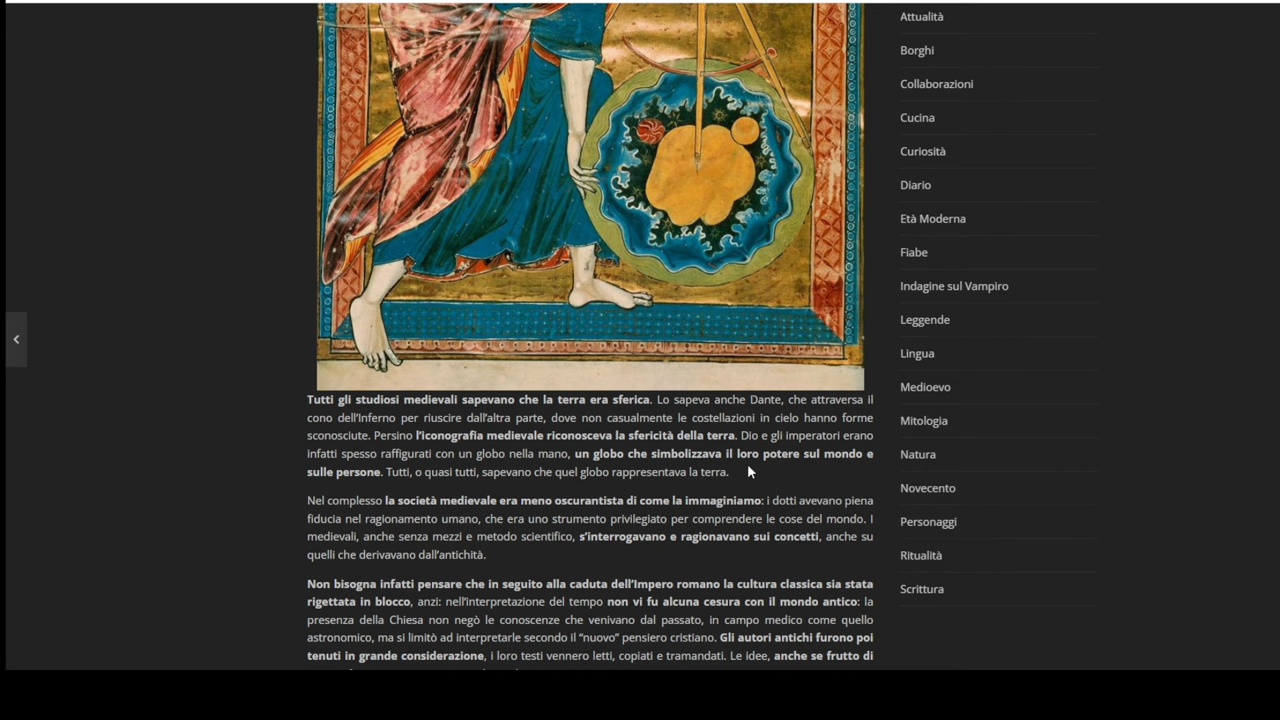 Tutti gli studiosi medievali sapevano che la terra era sferica. Lo sapeva anche Dante, che attraversa il
cono dell'Inferno per riuscire dall'altra parte, dove non casualmente le costellazioni in cielo hanno forme
sconosciute. Persino l'iconografia medievale riconosceva la sfericità della terra. Dio e gli imperatori erano
infatti spesso raffigurati con un globo nella mano, un globo che simbolizzava il loro potere sul mondo e
sulle persone. Tutti, o quasi tutti, sapevano che quel globo rappresentava la terra.
Nel complesso la società medievale era meno oscurantista di come la immaginiamo: i dotti avevano piena
fiducia nel ragionamento umano, che era uno strumento privilegiato per comprendere le cose del mondo. I
medievali, anche senza mezzi e metodo scientifico, s'interrogavano e ragionavano sui concetti, anche su
quelli che derivavano dall'antichità.
Non bisogna infatti pensare che in seguito alla caduta dell'Impero romano la cultura classica sia stata
rigettata in blocco, anzi: nell'interpretazione del tempo non vi fu alcuna cesura con il mondo antico: la
presenza della Chiesa non negò le conoscenze che venivano dal passato, in campo medico come quello
astronomico, ma si limitò ad interpretarle secondo il "nuovo" pensiero cristiano. Gli autori antichi furono poi
tenuti in grande considerazione, i loro testi vennero letti, copiati e tramandati. Le idee, anche se frutto di
Attualità
Borghi
Collaborazioni
Cucina
Curiosità
Diario
Età Moderna
Fiabe
Indagine sul Vampiro
Leggende
Lingua
Medioevo
Mitologia
Natura
Novecento
Personaggi
Ritualità
Scrittura